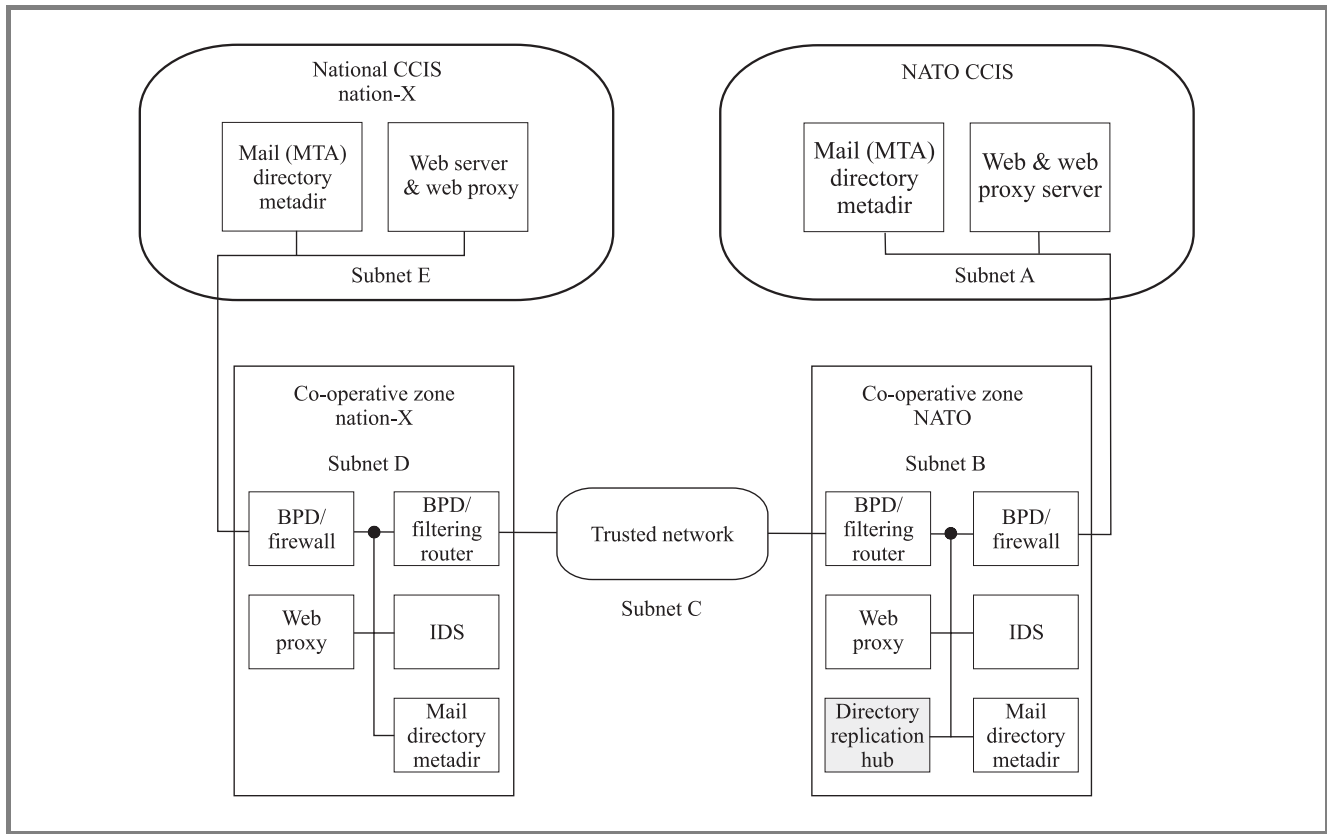 National CCIS
nation-X
Mail (MTA)
directory
metadir
Web server
& web proxy
Subnet E
NATO CCIS
Mail (MTA)
directory
metadir
Web & web
proxy server
Subnet A
Co-operative zone
nation-X
Subnet D
BPD/
firewall
BPD/
filtering
router
Web
proxy
IDS
Mail
directory
metadir
Trusted network
Subnet C
Co-operative zone
NATO
Subnet B
BPD/
filtering
router
BPD/
firewall
Web
proxy
IDS
Directory
replication
hub
Mail
directory
metadir